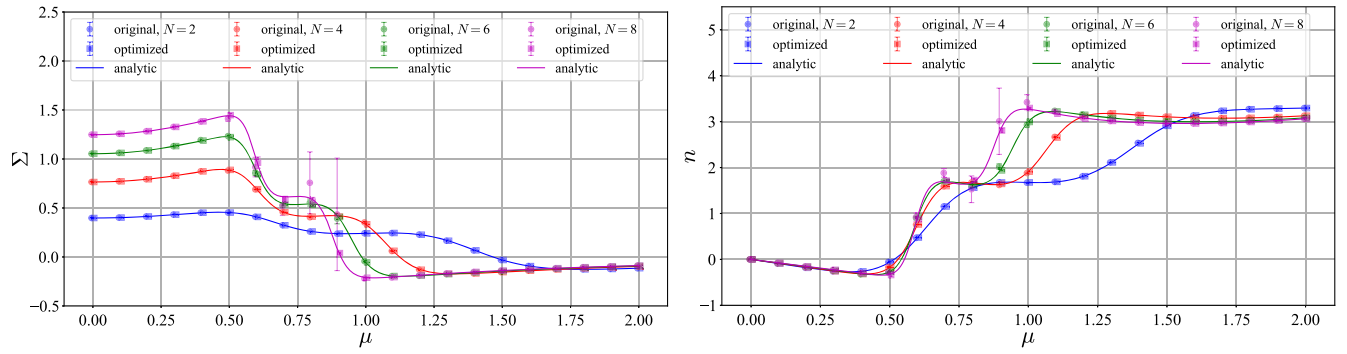 2.5
2.0
1.5
1.0
0.5
0.0
−0.5
Σ
original, N = 2
optimized
analytic
original, N = 4
optimized
analytic
original, N = 6
optimized
analytic
original, N = 8
optimized
analytic
0.00 0.25 0.50 0.75 1.00 1.25 1.50 1.75 2.00
μ
5
4
3
2
1
0
−1
n
original, N = 2
optimized
analytic
original, N = 4
optimized
analytic
original, N = 6
optimized
analytic
original, N = 8
optimized
analytic
0.00 0.25 0.50 0.75 1.00 1.25 1.50 1.75 2.00
μ